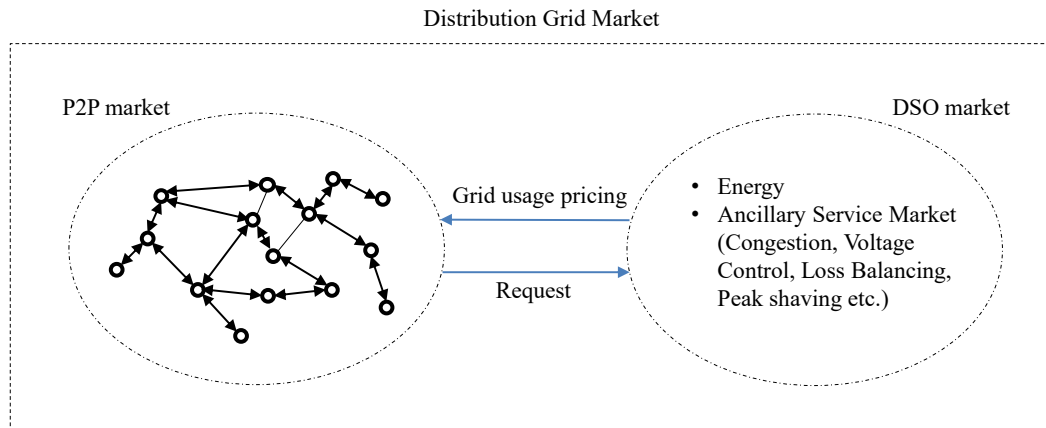 Distribution Grid Market
P2P market
DSO market
Grid usage pricing
Request
• Energy
• Ancillary Service Market
(Congestion, Voltage
Control, Loss Balancing,
Peak shaving etc.)